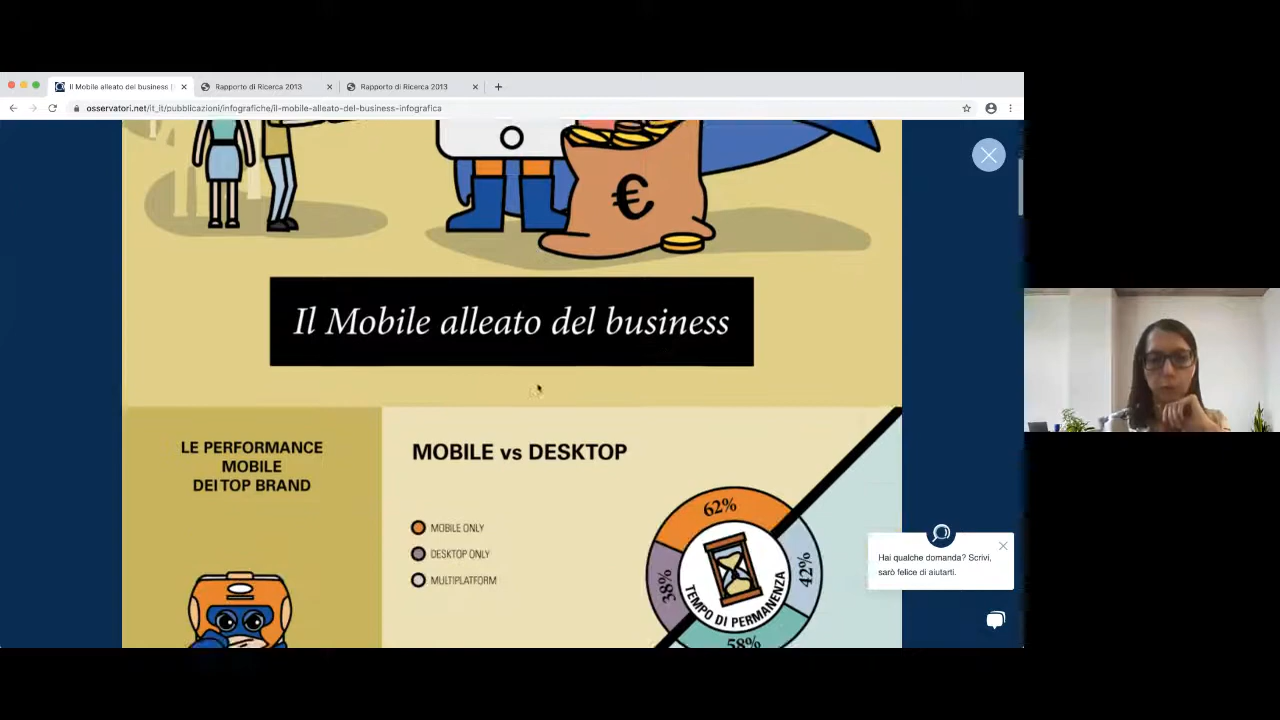 Il Mobile alleato del business |
Rapporto di Ricerca 2013
Rapporto di Ricerca 2013
osservatori.net/it_it/pubblicazioni/infografiche/il-mobile-alleato-del-business-infografica
€
Il Mobile alleato del business
LE PERFORMANCE
MOBILE
DEI TOP BRAND
MOBILE vs DESKTOP
MOBILE ONLY
DESKTOP ONLY
MULTIPLATFORM
62%
42%
38%
TEMPO DI PERMANENZA
58%
Hai qualche domanda? Scrivi,
sarò felice di aiutarti.